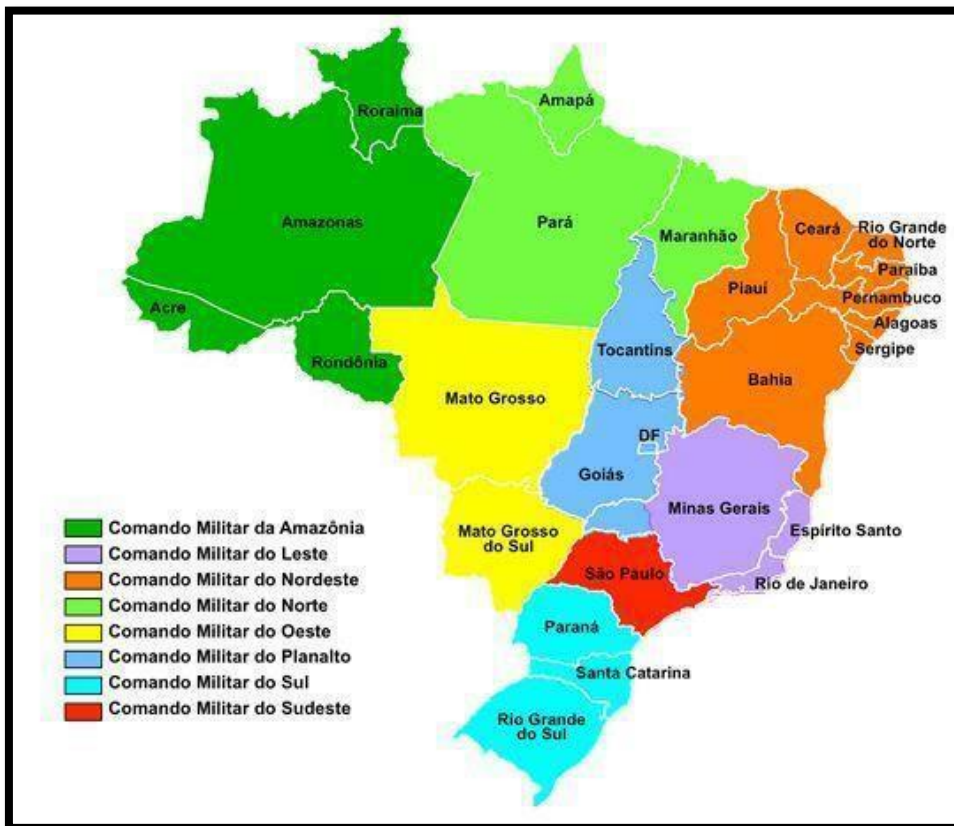 Roraima
Amapá
Amazonas
Pará
Maranhão
Ceará
Rio Grande
do Norte
Paraíba
Piauí
Pernambuco
Acre
Alagoas
Sergipe
Rondônia
Tocantins
Bahia
Mato Grosso
DF
Goiás
Minas Gerais
Espírito Santo
Mato Grosso
do Sul
São Paulo
Rio de Janeiro
Paraná
Santa Catarina
Rio Grande
do Sul
Comando Militar da Amazônia
Comando Militar do Leste
Comando Militar do Nordeste
Comando Militar do Norte
Comando Militar do Oeste
Comando Militar do Planalto
Comando Militar do Sul
Comando Militar do Sudeste